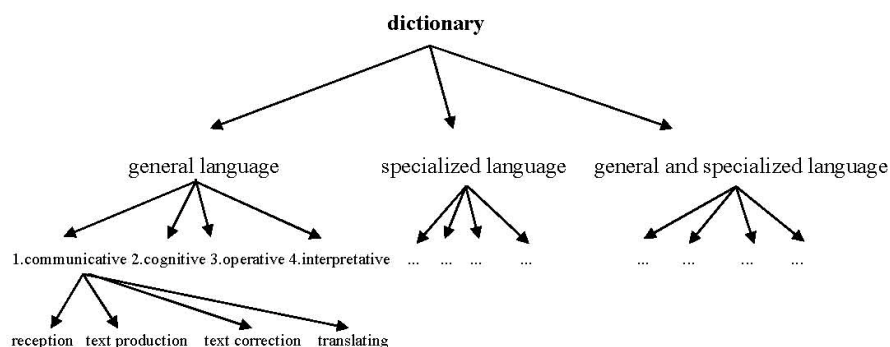 dictionary
general language specialized language general and specialized language
1.communicative 2.cognitive 3.operative 4.interpretative ... ... ... ... ... ... ... ...
reception text production text correction translating